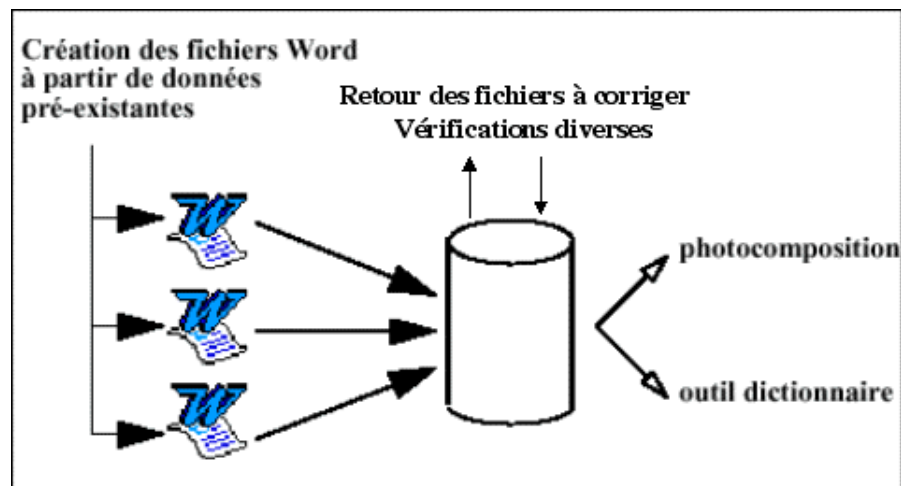 Création des fichiers Word
à partir de données
pré-existantes
Retour des fichiers à corriger
Vérifications diverses
W
W
W
photocomposition
outil dictionnaire